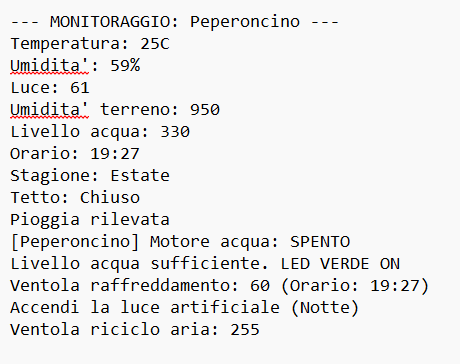 --- MONITORAGGIO: Peperoncino ---
Temperatura: 25C
Umidita': 59%
Luce: 61
Umidita' terreno: 950
Livello acqua: 330
Orario: 19:27
Stagione: Estate
Tetto: Chiuso
Pioggia rilevata
[Peperoncino] Motore acqua: SPENTO
Livello acqua sufficiente. LED VERDE ON
Ventola raffreddamento: 60 (Orario: 19:27)
Accendi la luce artificiale (Notte)
Ventola riciclo aria: 255